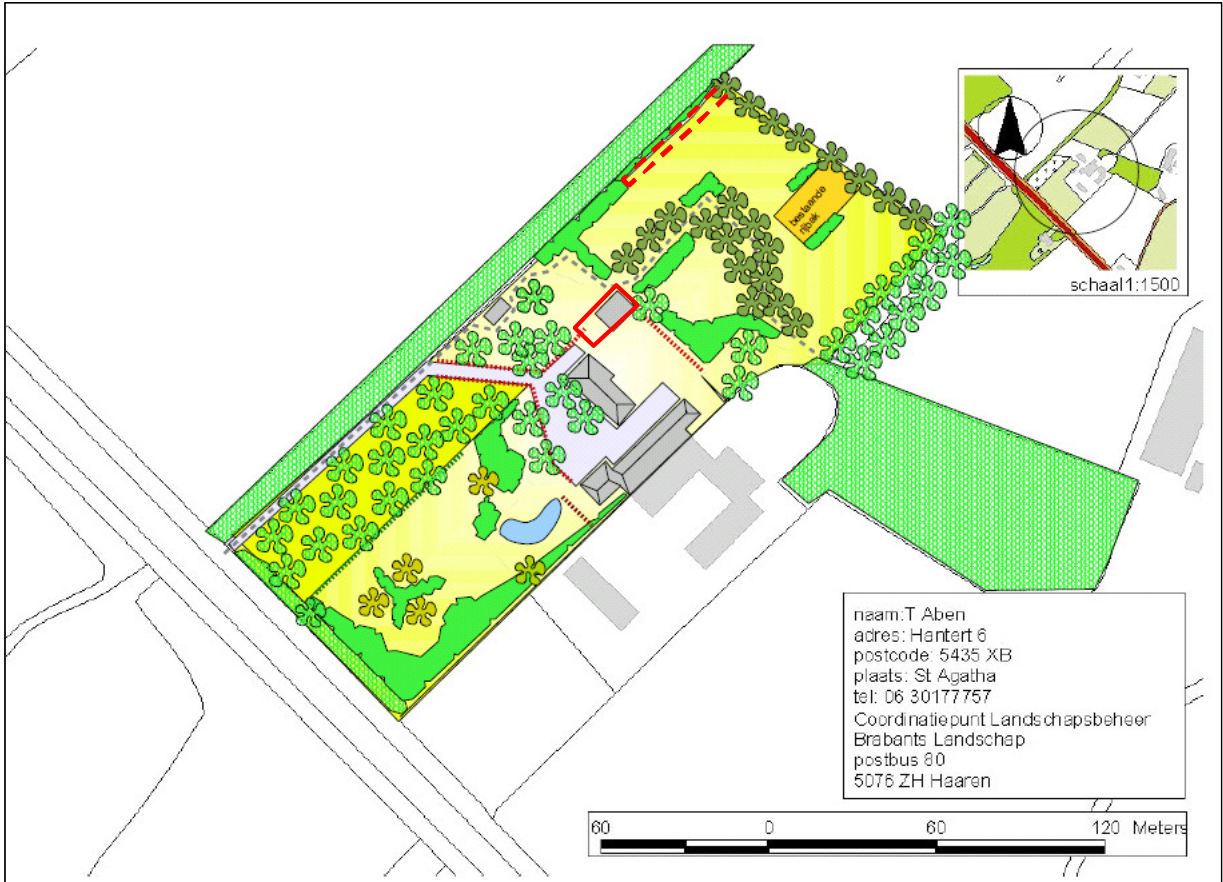 bestaande
rijbak
schaal1:1500
naam:T Aben
adres: Hantert 6
postcode: 5435 XB
plaats: St Agatha
tel: 06 30177757
Coordinatiepunt Landschapsbeheer
Brabants Landschap
postbus 80
5076 ZH Haaren
60 0 60 120 Meters